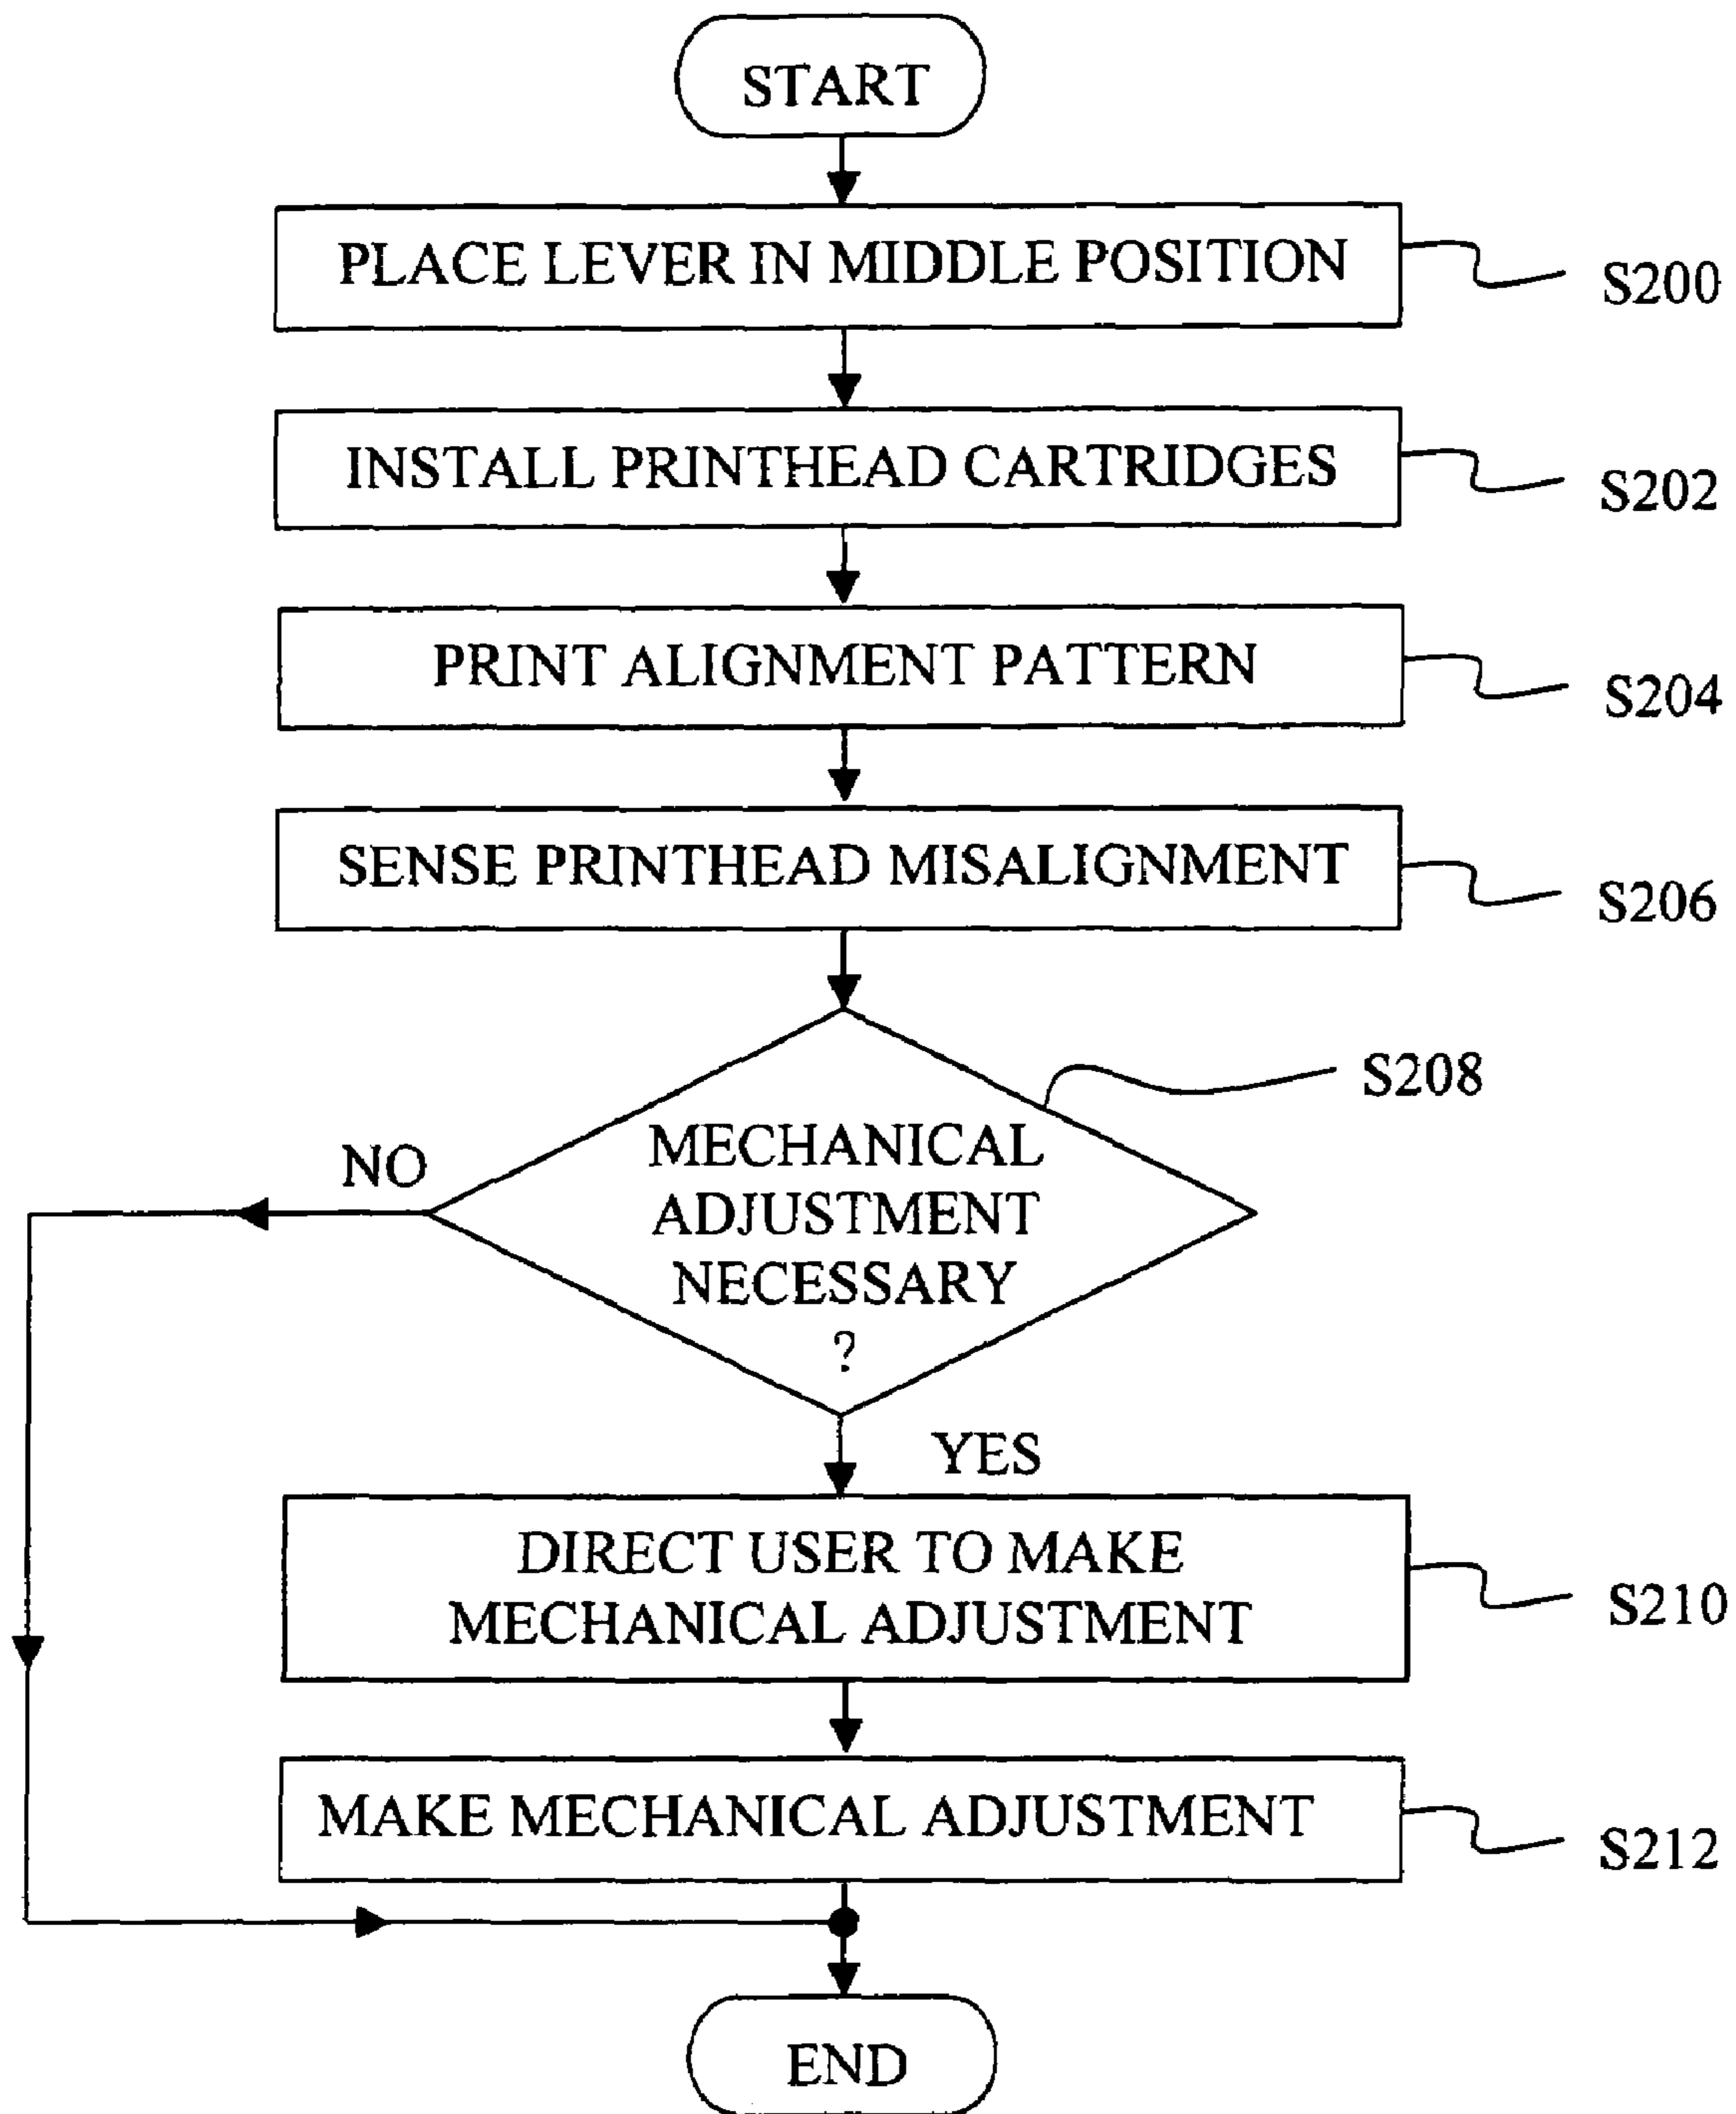 START
PLACE LEVER IN MIDDLE POSITION
S200
INSTALL PRINTHEAD CARTRIDGES
S202
PRINT ALIGNMENT PATTERN
S204
SENSE PRINTHEAD MISALIGNMENT
S206
S208
MECHANICAL
ADJUSTMENT
NECESSARY
?
NO
YES
DIRECT USER TO MAKE
MECHANICAL ADJUSTMENT
S210
MAKE MECHANICAL ADJUSTMENT
S212
END